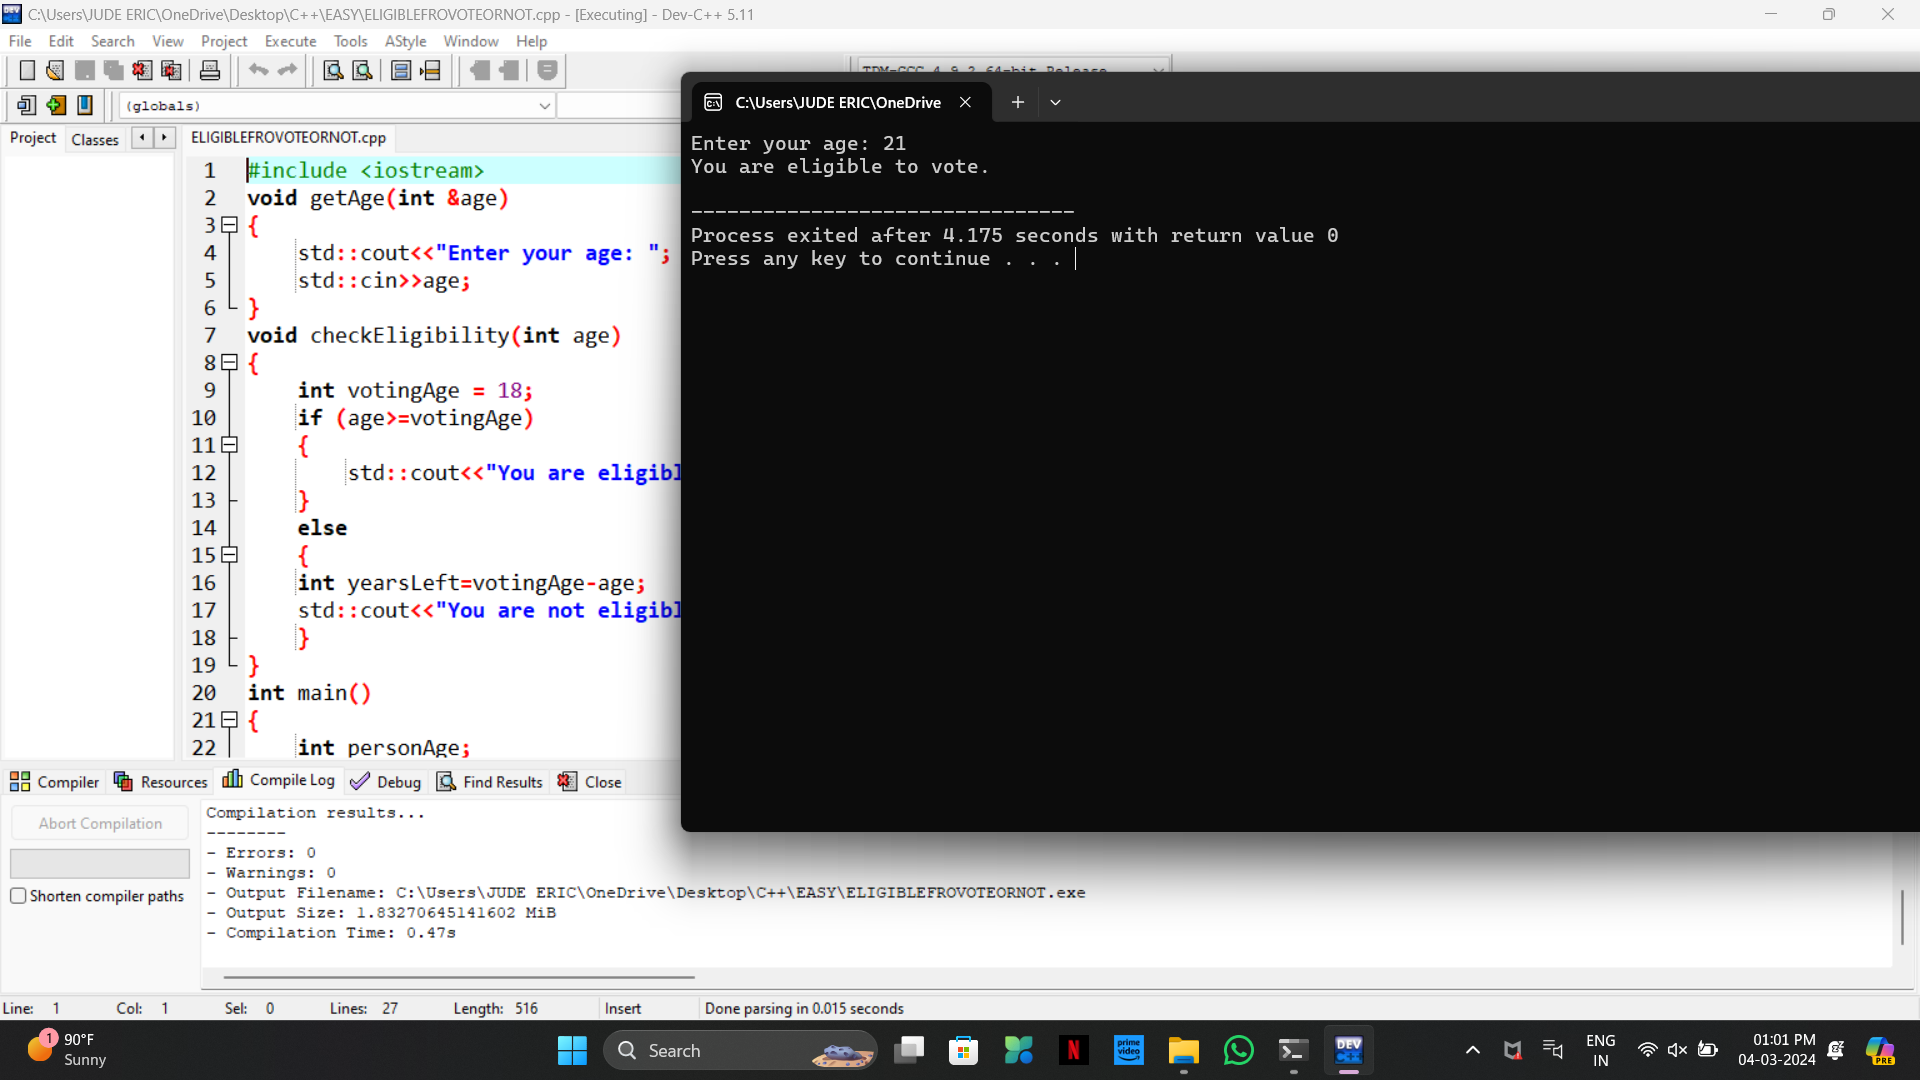 C:\Users\JUDE ERIC\OneDrive\Desktop\C++\EASY\ELIGIBLEFROVOTEORNOT.cpp - [Executing] - Dev-C++ 5.11
File Edit Search View Project Execute Tools AStyle Window Help
TDM-GCC 4.9.2 64-bit Release
(globals)
Project Classes ELIGIBLEFROVOTEORNOT.cpp
1 #include <iostream>
2 void getAge(int &age)
3 {
4 std::cout<<"Enter your age: ";
5 std::cin>>age;
6 }
7 void checkEligibility(int age)
8 {
9 int votingAge = 18;
10 if (age>=votingAge)
11 {
12 std::cout<<"You are eligibl
13 }
14 else
15 {
16 int yearsLeft=votingAge-age;
17 std::cout<<"You are not eligibl
18 }
19 }
20 int main()
21 {
22 int personAge;
C:\Users\JUDE ERIC\OneDrive
Enter your age: 21
You are eligible to vote.
--------------------------------
Process exited after 4.175 seconds with return value 0
Press any key to continue . . .
Compiler Resources Compile Log Debug Find Results Close
Abort Compilation
Shorten compiler paths
Compilation results...
--------
- Errors: 0
- Warnings: 0
- Output Filename: C:\Users\JUDE ERIC\OneDrive\Desktop\C++\EASY\ELIGIBLEFROVOTEORNOT.exe
- Output Size: 1.83270645141602 MiB
- Compilation Time: 0.47s
Line: 1 Col: 1 Sel: 0 Lines: 27 Length: 516 Insert Done parsing in 0.015 seconds
1
90°F
Sunny
Search
prime video
N
DEV C++
ENG
IN
01:01 PM
04-03-2024
PRE